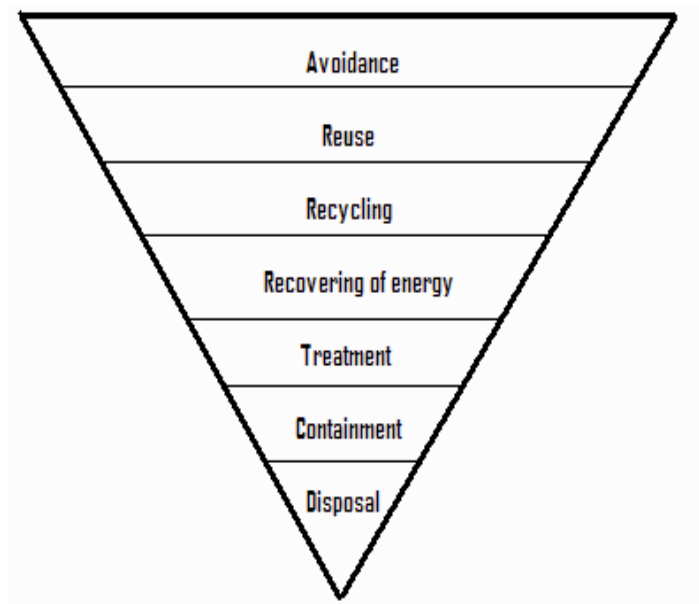 Avoidance
Reuse
Recycling
Recovering of energy
Treatment
Containment
Disposal